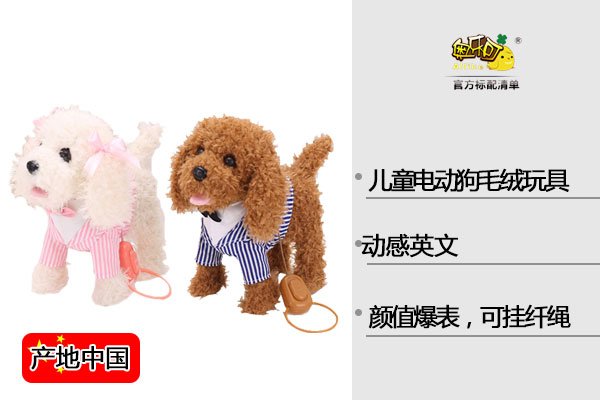 官方标配清单
儿童电动狗毛绒玩具
动感英文
颜值爆表，可挂纤绳
产地中国